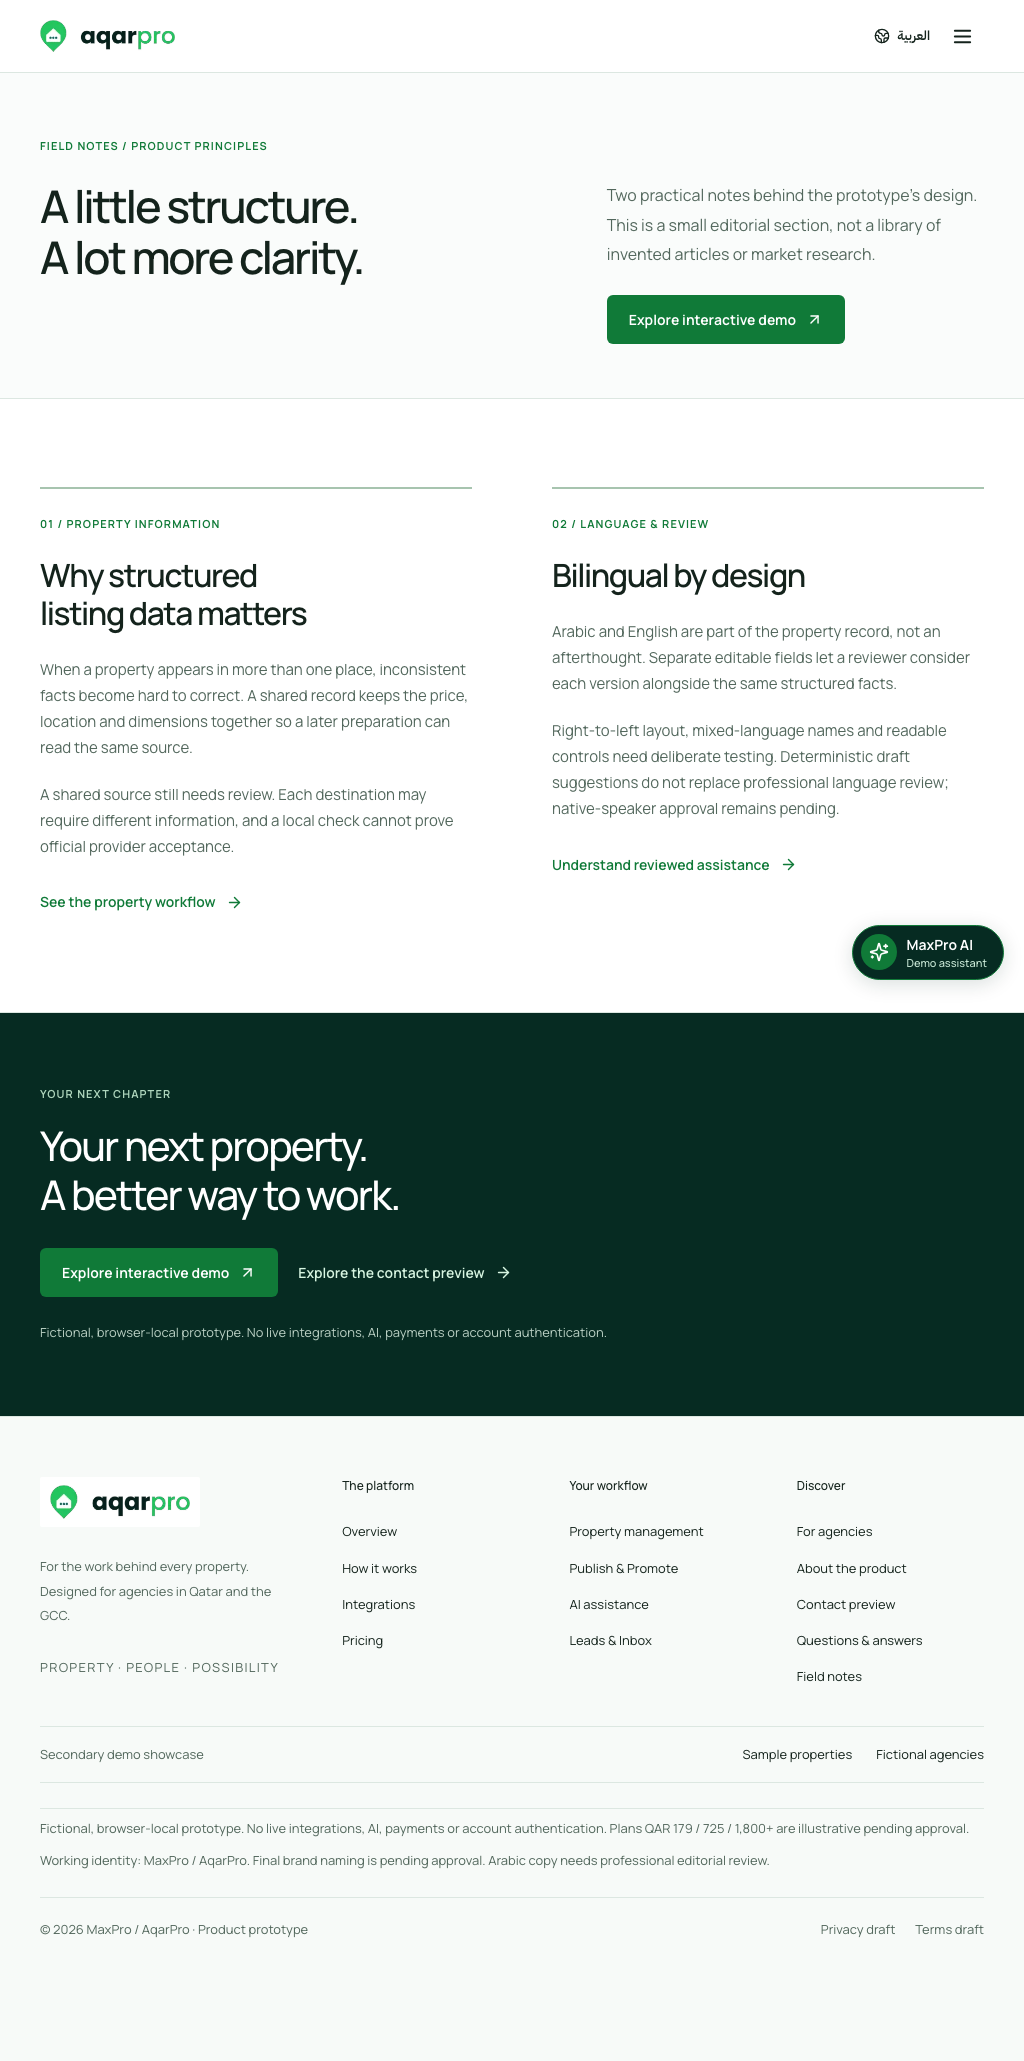 aqarpro
العربية
FIELD NOTES / PRODUCT PRINCIPLES
A little structure.
A lot more clarity.
Two practical notes behind the prototype's design.
This is a small editorial section, not a library of
invented articles or market research.
Explore interactive demo
01 / PROPERTY INFORMATION
Why structured
listing data matters
When a property appears in more than one place, inconsistent
facts become hard to correct. A shared record keeps the price,
location and dimensions together so a later preparation can
read the same source.
A shared source still needs review. Each destination may
require different information, and a local check cannot prove
official provider acceptance.
See the property workflow
02 / LANGUAGE & REVIEW
Bilingual by design
Arabic and English are part of the property record, not an
afterthought. Separate editable fields let a reviewer consider
each version alongside the same structured facts.
Right-to-left layout, mixed-language names and readable
controls need deliberate testing. Deterministic draft
suggestions do not replace professional language review;
native-speaker approval remains pending.
Understand reviewed assistance
MaxPro AI
Demo assistant
YOUR NEXT CHAPTER
Your next property.
A better way to work.
Explore interactive demo
Explore the contact preview
Fictional, browser-local prototype. No live integrations, AI, payments or account authentication.
aqarpro
For the work behind every property.
Designed for agencies in Qatar and the
GCC.
PROPERTY · PEOPLE · POSSIBILITY
The platform
Overview
How it works
Integrations
Pricing
Your workflow
Property management
Publish & Promote
AI assistance
Leads & Inbox
Discover
For agencies
About the product
Contact preview
Questions & answers
Field notes
Secondary demo showcase
Sample properties
Fictional agencies
Fictional, browser-local prototype. No live integrations, AI, payments or account authentication. Plans QAR 179 / 725 / 1,800+ are illustrative pending approval.
Working identity: MaxPro / AqarPro. Final brand naming is pending approval. Arabic copy needs professional editorial review.
© 2026 MaxPro / AqarPro · Product prototype
Privacy draft
Terms draft